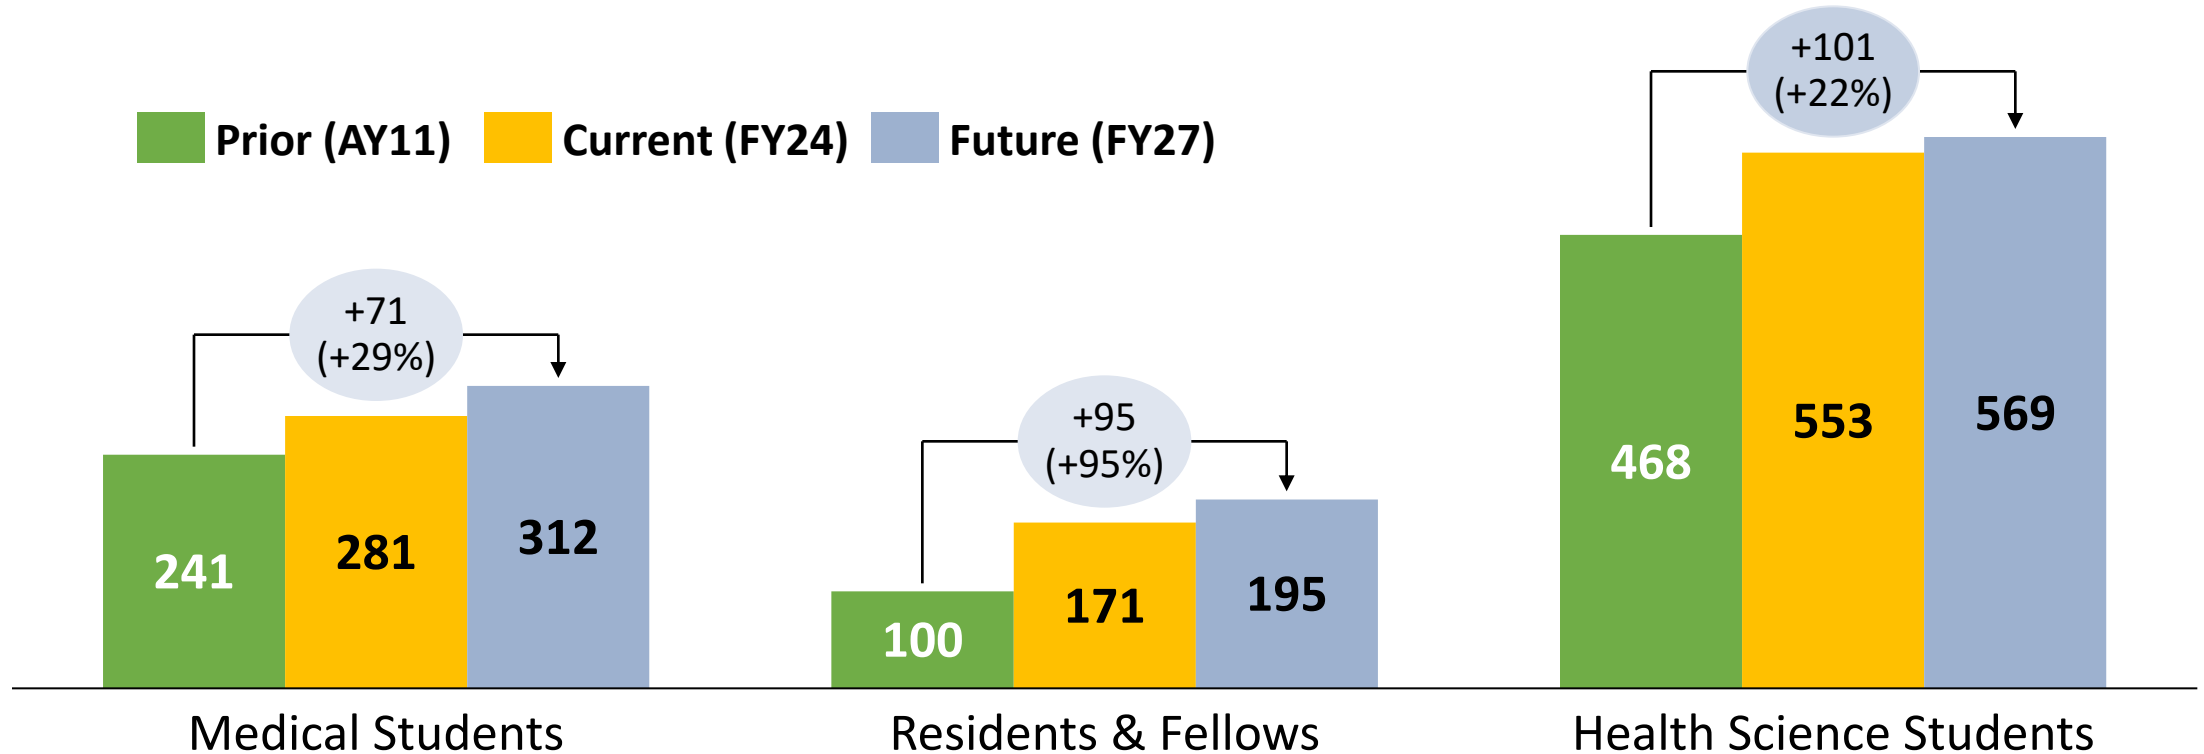 +101
(+22%)
Prior (AY11) Current (FY24) Future (FY27)
+71
(+29%)
+95
(+95%)
241 281 312
100 171 195
468 553 569
Medical Students Residents & Fellows Health Science Students